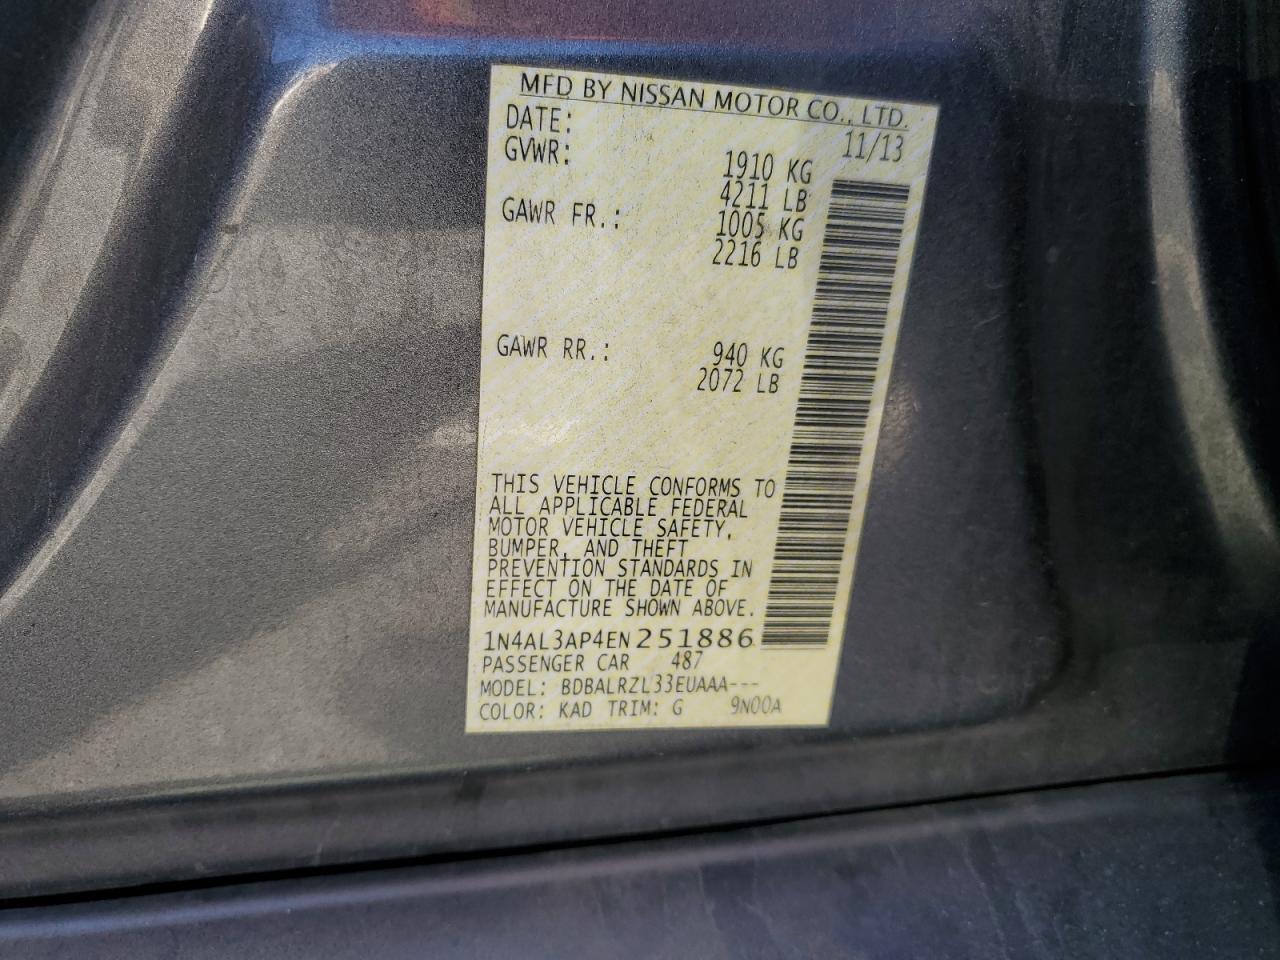 MFD BY NISSAN MOTOR CO., LTD.
DATE: 11/13
GVWR: 1910 KG
4211 LB
GAWR FR.: 1005 KG
2216 LB
GAWR RR.: 940 KG
2072 LB
THIS VEHICLE CONFORMS TO
ALL APPLICABLE FEDERAL
MOTOR VEHICLE SAFETY,
BUMPER, AND THEFT
PREVENTION STANDARDS IN
EFFECT ON THE DATE OF
MANUFACTURE SHOWN ABOVE.
1N4AL3AP4EN251886
PASSENGER CAR 487
MODEL: BDBALRZL33EUAAA---
COLOR: KAD TRIM: G 9N00A